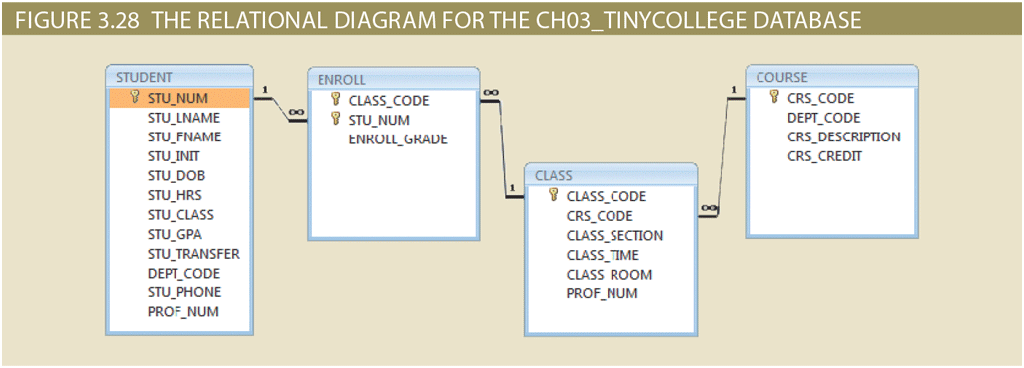 FIGURE 3.28 THE RELATIONAL DIAGRAM FOR THE CH03_TINYCOLLEGE DATABASE
STUDENT
STU_NUM
STU_LNAME
STU_FNAME
STU_INIT
STU_DOB
STU_HRS
STU_CLASS
STU_GPA
STU_TRANSFER
DEPT_CODE
STU_PHONE
PROF_NUM
1
∞
ENROLL
CLASS_CODE
STU_NUM
ENROLL_GRADE
∞
1
CLASS
CLASS_CODE
CRS_CODE
CLASS_SECTION
CLASS_TIME
CLASS_ROOM
PROF_NUM
∞
1
COURSE
CRS_CODE
DEPT_CODE
CRS_DESCRIPTION
CRS_CREDIT